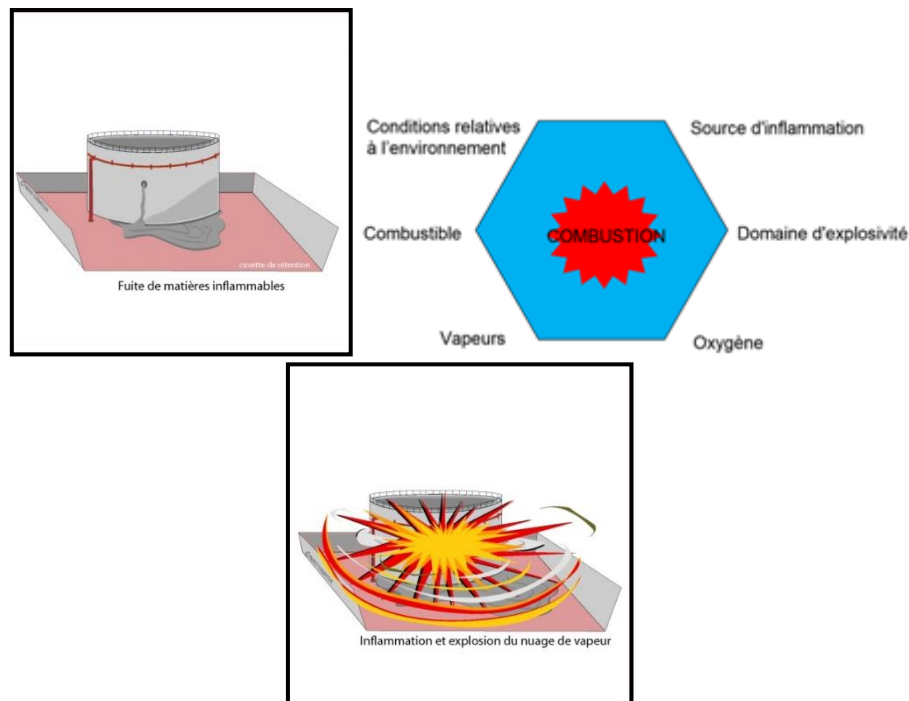 cuvette de rétention
Fuite de matières inflammables
Conditions relatives
à l'environnement
Source d'inflammation
Combustible
COMBUSTION
Domaine d'explosivité
Vapeurs
Oxygène
Inflammation et explosion du nuage de vapeur